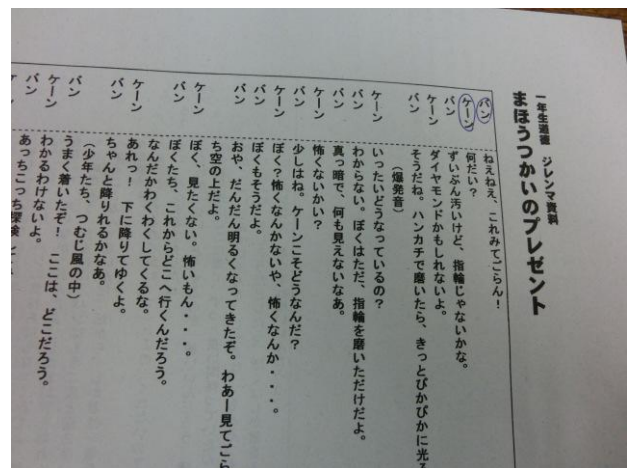 一年生道徳 ジレンマ資料
まほうつかいのプレゼント
バン ねえねえ、これみてごらん!
ケーン 何だい?
バン ずいぶん汚いけど、指輪じゃないかな。
ケーン ダイヤモンドかもしれないよ。
バン そうだね。ハンカチで磨いたら、きっとぴかぴかに光る
(爆発音)
ケーン いったいどうなっているの?
バン わからない。ぼくはただ、指輪を磨いただけだよ。
バン 真っ暗で、何も見えないなあ。
ケーン 怖くないかい?
バン 少しはね。ケーンこそどうなんだ?
ケーン ぼく?怖くなんかないや、怖くなんか・・・。
バン ぼくもそうだよ。
バン おや、だんだん明るくなってきたぞ。わあー見てごら
ち空の上だよ。
ケーン ぼく、見たくない。怖いもん・・・。
バン ぼくたち、これからどこへ行くんだろう。
ケーン なんだかわくわくしてくるな。
バン あれっ! 下に降りてゆくよ。
ちゃんと降りれるかなあ。
(少年たち、つむじ風の中)
バン うまく着いたぞ! ここは、どこだろう。
ケーン わかるわけないよ。
バン あっちこっち探検